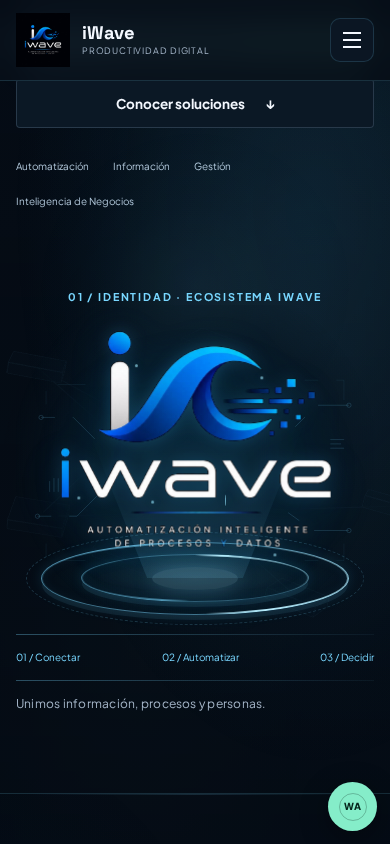 iwave
iWave
PRODUCTIVIDAD DIGITAL
Conocer soluciones ↓
Automatización Información Gestión
Inteligencia de Negocios
01 / IDENTIDAD · ECOSISTEMA IWAVE
iwave
AUTOMATIZACIÓN INTELIGENTE
DE PROCESOS Y DATOS
01 / Conectar 02 / Automatizar 03 / Decidir
Unimos información, procesos y personas.
WA